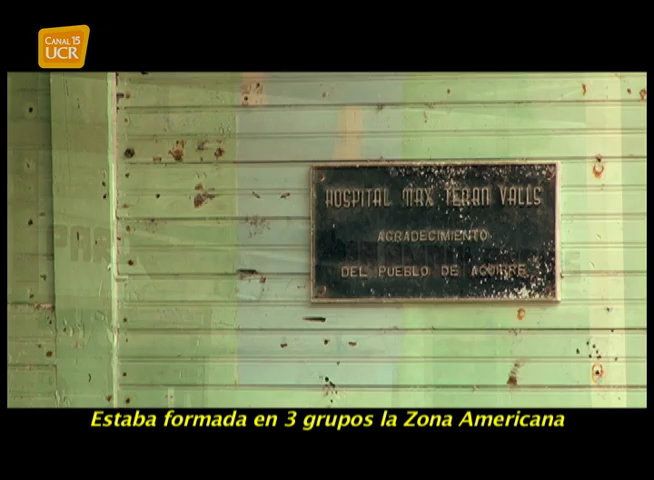 CANAL 15
UCR
HOSPITAL MAX TERAN VALLS
AGRADECIMIENTO
DEL PUEBLO DE AGUIRRE
Estaba formada en 3 grupos la Zona Americana